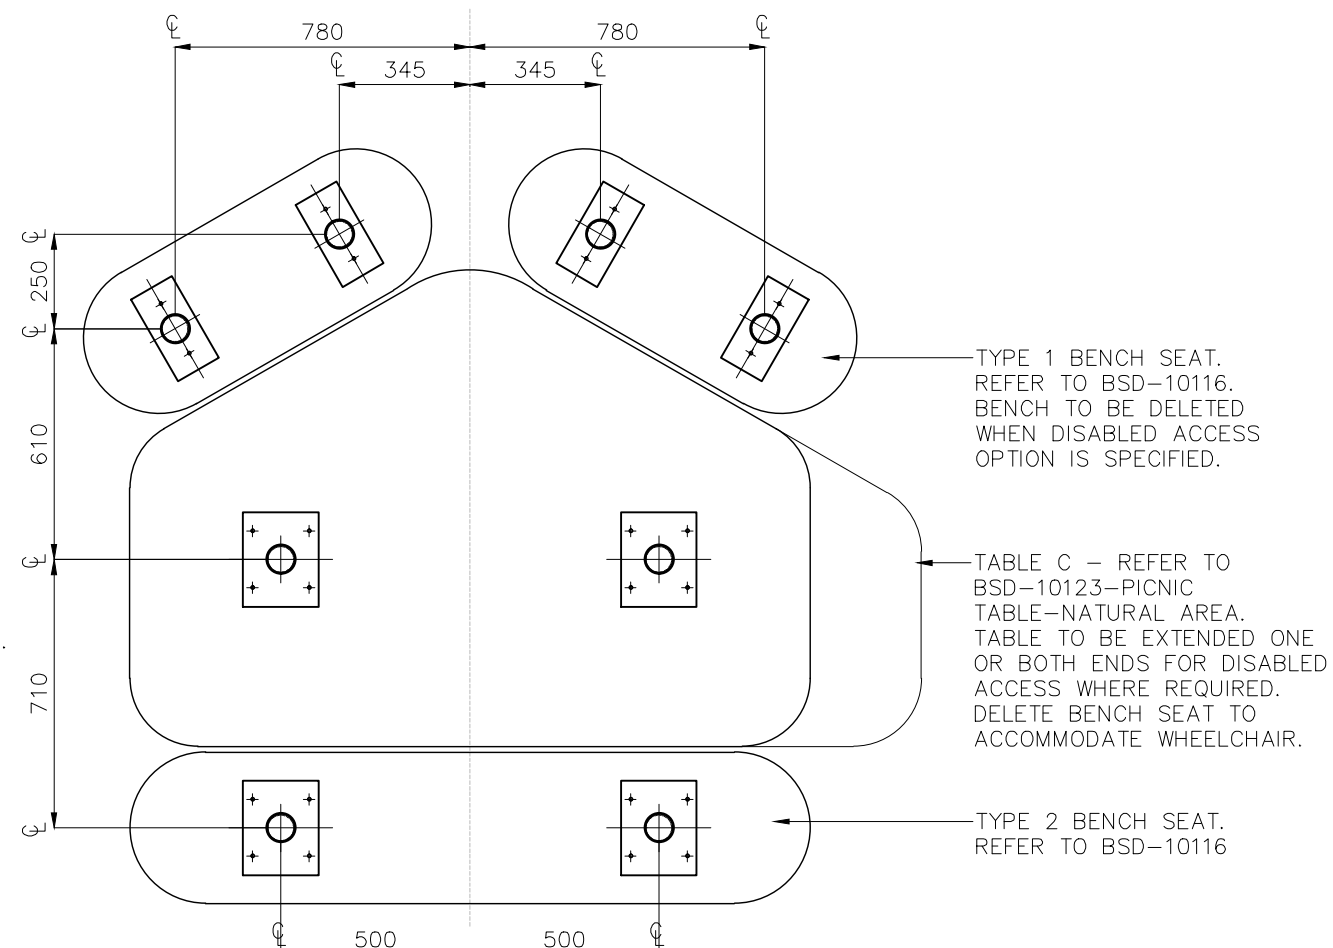 ℄ ℄
780 780
℄ ℄
345 345
℄
250
℄
TYPE 1 BENCH SEAT.
REFER TO BSD-10116.
BENCH TO BE DELETED
WHEN DISABLED ACCESS
OPTION IS SPECIFIED.
610
℄
TABLE C - REFER TO
BSD-10123-PICNIC
TABLE-NATURAL AREA.
TABLE TO BE EXTENDED ONE
OR BOTH ENDS FOR DISABLED
ACCESS WHERE REQUIRED.
DELETE BENCH SEAT TO
ACCOMMODATE WHEELCHAIR.
710
℄
TYPE 2 BENCH SEAT.
REFER TO BSD-10116
℄ 500 500 ℄